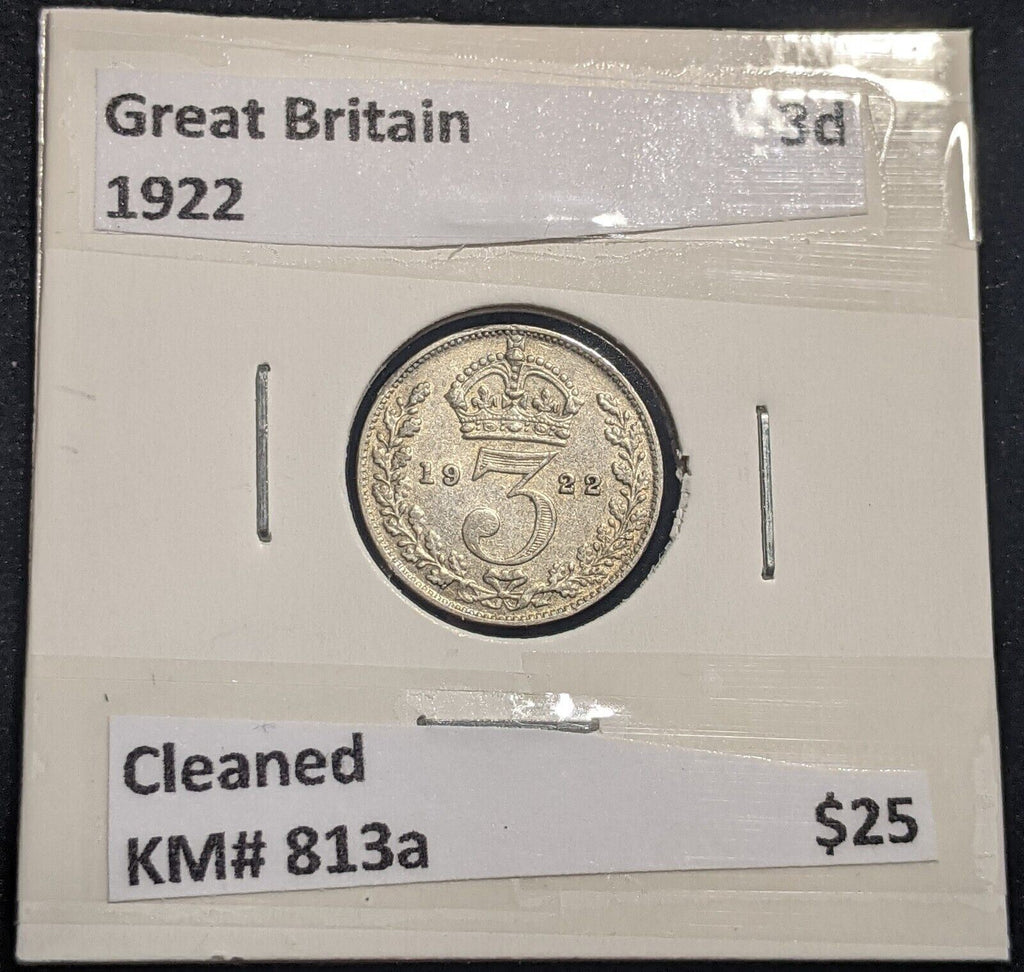 Great Britain 3d
1922
19 3 22
Cleaned
KM# 813a $25